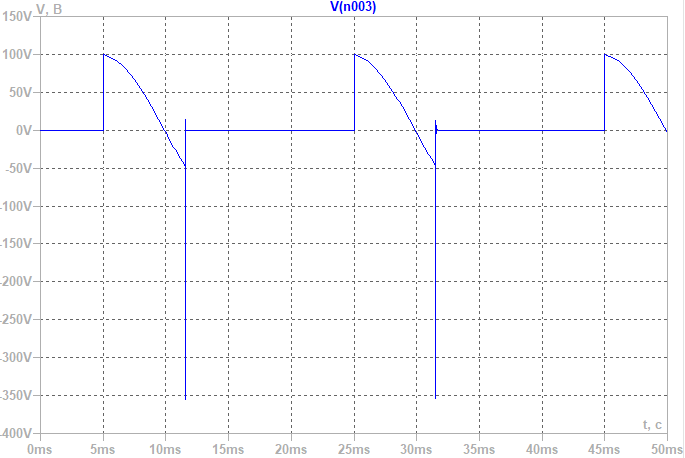 V(n003)
V, В
150V
100V
50V
0V
-50V
-100V
-150V
-200V
-250V
-300V
-350V
-400V
t, c
0ms 5ms 10ms 15ms 20ms 25ms 30ms 35ms 40ms 45ms 50ms